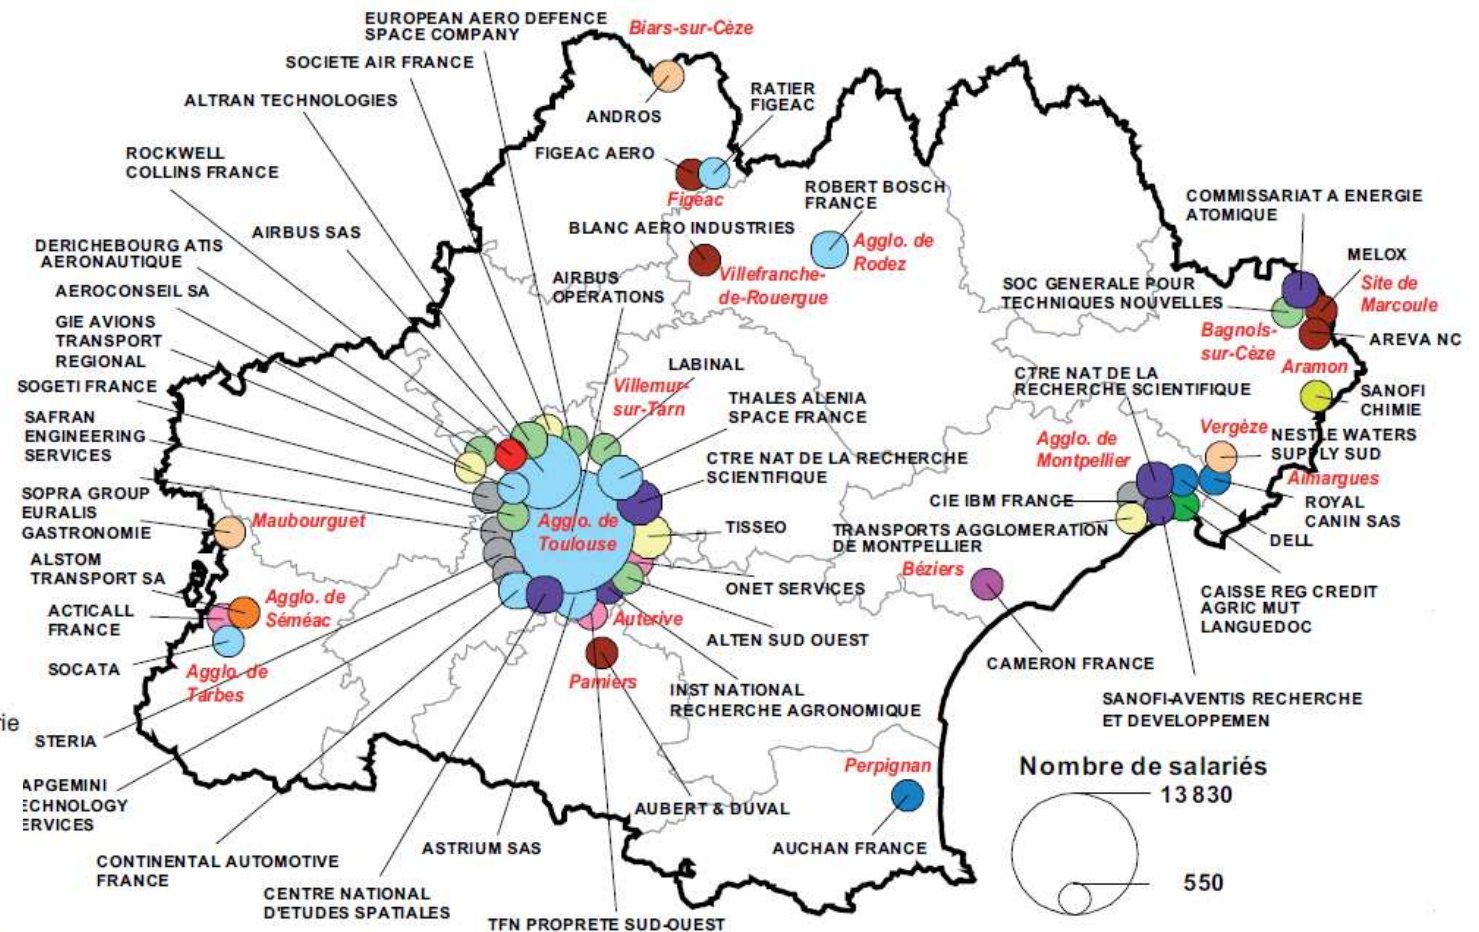 EUROPEAN AERO DEFENCE
SPACE COMPANY
Biars-sur-Cèze
SOCIETE AIR FRANCE
ALTRAN TECHNOLOGIES
ANDROS
RATIER
FIGEAC
ROCKWELL
COLLINS FRANCE
FIGEAC AERO
Figeac
ROBERT BOSCH
FRANCE
COMMISSARIAT A ENERGIE
ATOMIQUE
AIRBUS SAS
BLANC AERO INDUSTRIES
Agglo. de
Rodez
DERICHEBOURG ATIS
AERONAUTIQUE
MELOX
Villefranche-
de-Rouergue
AIRBUS
OPERATIONS
SOC GENERALE POUR
TECHNIQUES NOUVELLES
Site de
Marcoule
AEROCONSEIL SA
GIE AVIONS
TRANSPORT
REGIONAL
Bagnols-
sur-Cèze
AREVA NC
Aramon
LABINAL
Villemur-
sur-Tarn
CTRE NAT DE LA
RECHERCHE SCIENTIFIQUE
SOGETI FRANCE
SANOFI
CHIMIE
THALES ALENIA
SPACE FRANCE
SAFRAN
ENGINEERING
SERVICES
Agglo. de
Montpellier
Vergèze
NESTLE WATERS
SUPPLY SUD
CTRE NAT DE LA RECHERCHE
SCIENTIFIQUE
Aimargues
SOPRA GROUP
EURALIS
GASTRONOMIE
CIE IBM FRANCE
ROYAL
CANIN SAS
Maubourguet
Agglo. de
Toulouse
TISSEO
TRANSPORTS AGGLOMERATION
DE MONTPELLIER
DELL
ALSTOM
TRANSPORT SA
Béziers
ONET SERVICES
Agglo. de
Séméac
ACTICALL
FRANCE
CAISSE REG CREDIT
AGRIC MUT
LANGUEDOC
Auterive
ALTEN SUD OUEST
SOCATA
Agglo. de
Tarbes
CAMERON FRANCE
Pamiers
INST NATIONAL
RECHERCHE AGRONOMIQUE
SANOFI-AVENTIS RECHERCHE
ET DEVELOPPEMEN
rie
STERIA
Perpignan
Nombre de salariés
13 830
APGEMINI
ECHNOLOGY
ERVICES
AUBERT & DUVAL
AUCHAN FRANCE
ASTRIUM SAS
CONTINENTAL AUTOMOTIVE
FRANCE
550
CENTRE NATIONAL
D'ETUDES SPATIALES
TFN PROPRETE SUD-OUEST